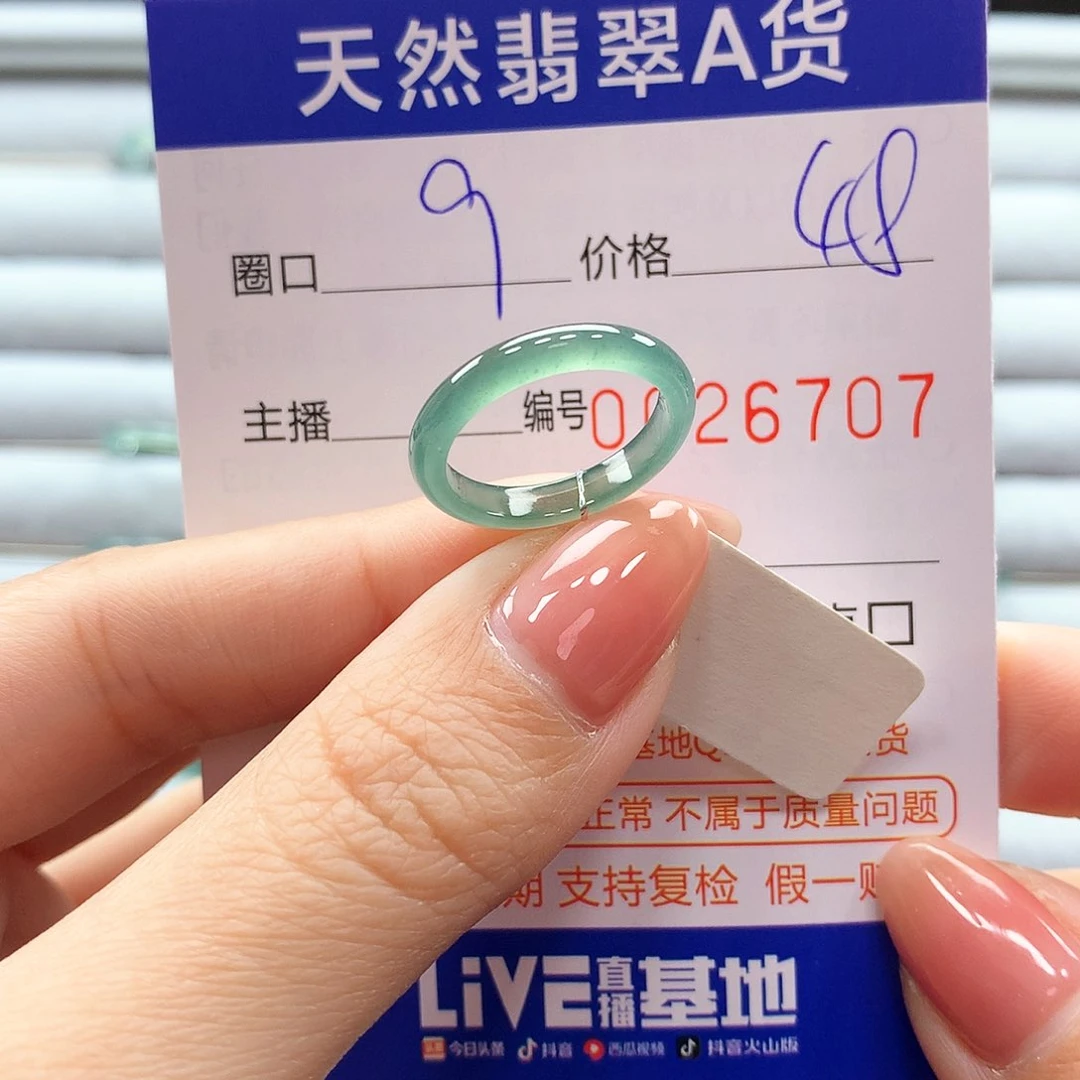 天然翡翠A货
圈口 9 价格 48
主播 编号 0026707
口
基地Q 货
正常 不属于质量问题
期 支持复检 假一
LiVE直播基地
今日头条 抖音 西瓜视频 抖音火山版